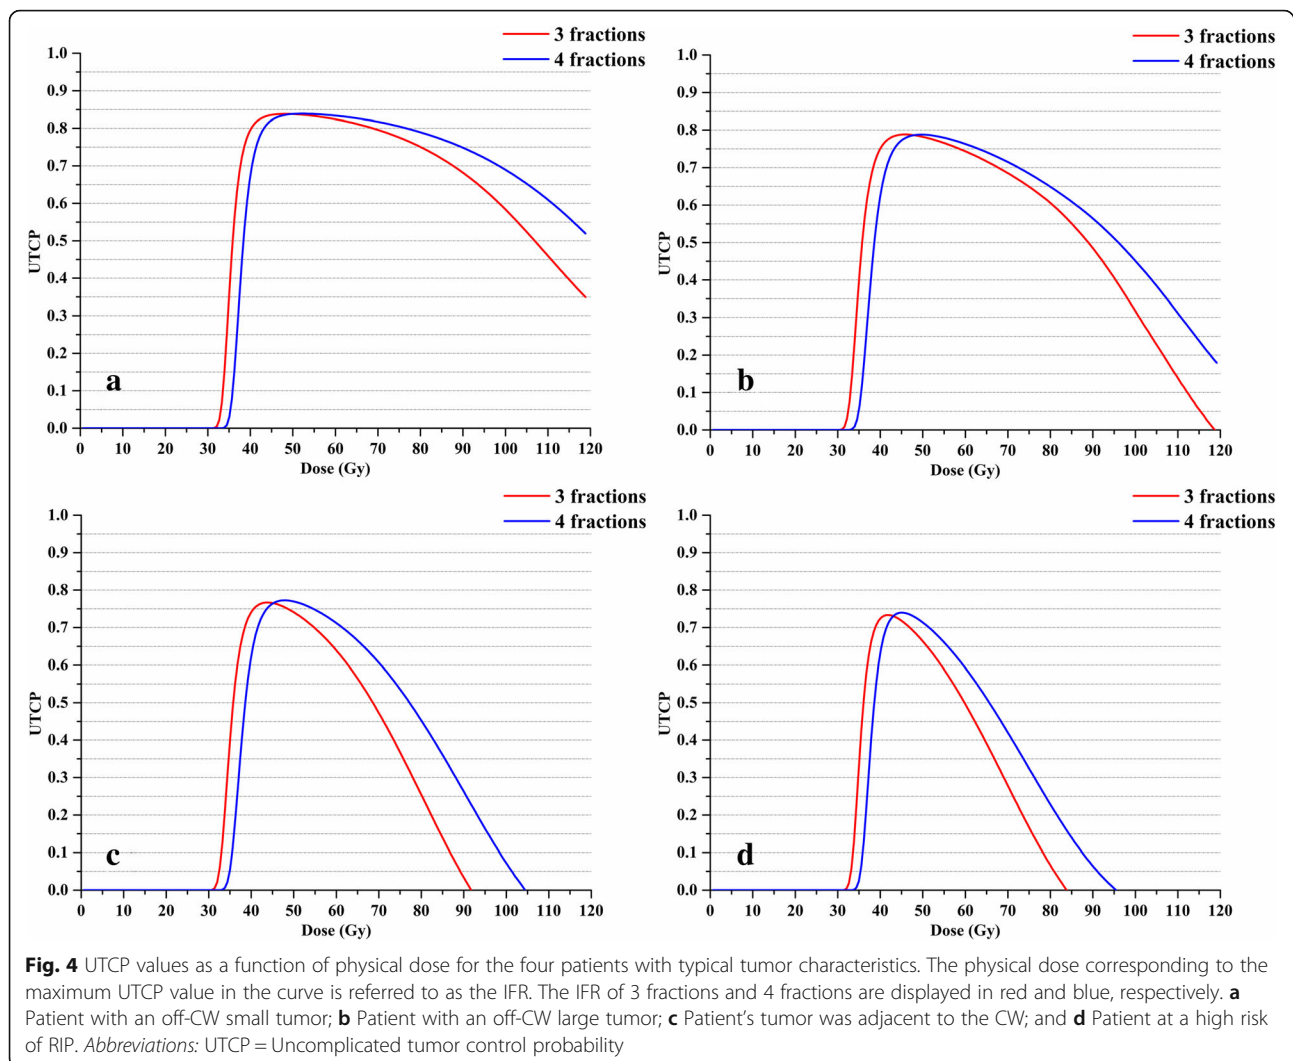 3 fractions
4 fractions
1.0
0.9
0.8
0.7
0.6
0.5
0.4
0.3
0.2
0.1
0.0
UTCP
a
0 10 20 30 40 50 60 70 80 90 100 110 120
Dose (Gy)
3 fractions
4 fractions
1.0
0.9
0.8
0.7
0.6
0.5
0.4
0.3
0.2
0.1
0.0
UTCP
b
0 10 20 30 40 50 60 70 80 90 100 110 120
Dose (Gy)
3 fractions
4 fractions
1.0
0.9
0.8
0.7
0.6
0.5
0.4
0.3
0.2
0.1
0.0
UTCP
c
0 10 20 30 40 50 60 70 80 90 100 110 120
Dose (Gy)
3 fractions
4 fractions
1.0
0.9
0.8
0.7
0.6
0.5
0.4
0.3
0.2
0.1
0.0
UTCP
d
0 10 20 30 40 50 60 70 80 90 100 110 120
Dose (Gy)
Fig. 4 UTCP values as a function of physical dose for the four patients with typical tumor characteristics. The physical dose corresponding to the
maximum UTCP value in the curve is referred to as the IFR. The IFR of 3 fractions and 4 fractions are displayed in red and blue, respectively. a
Patient with an off-CW small tumor; b Patient with an off-CW large tumor; c Patient's tumor was adjacent to the CW; and d Patient at a high risk
of RIP. Abbreviations: UTCP = Uncomplicated tumor control probability